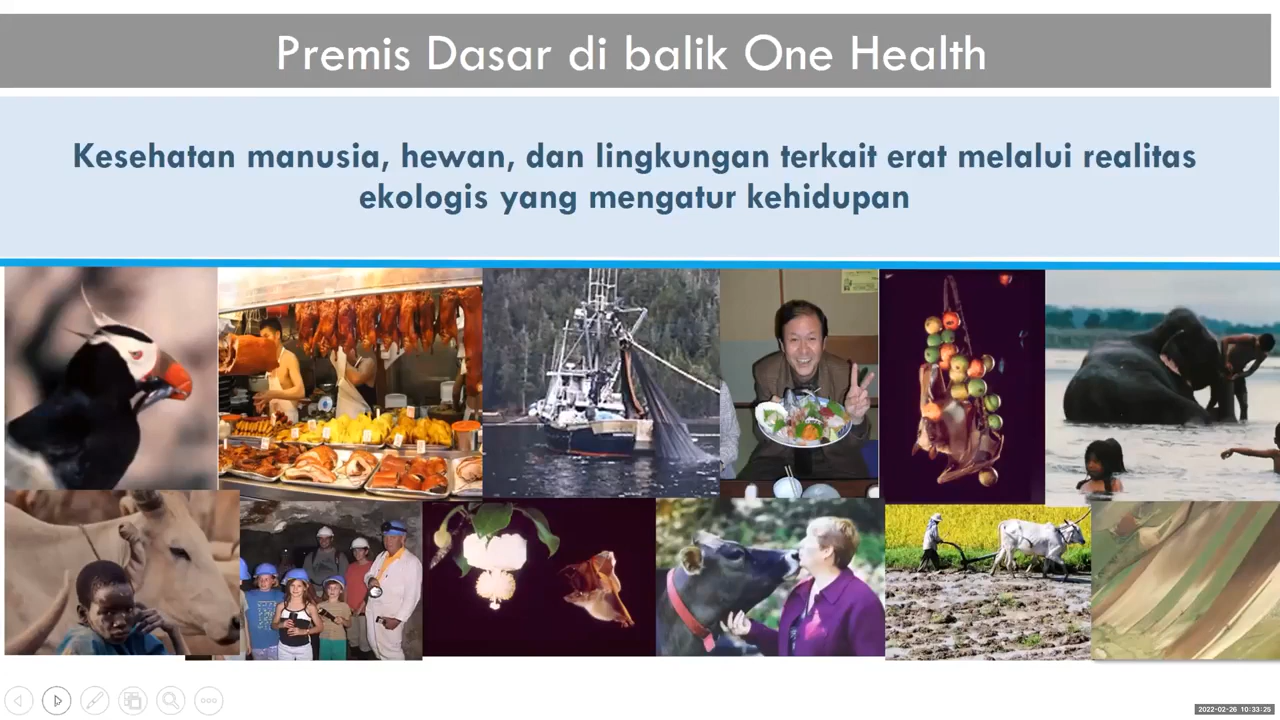 Premis Dasar di balik One Health
Kesehatan manusia, hewan, dan lingkungan terkait erat melalui realitas
ekologis yang mengatur kehidupan
2022-02-26 10:33:25